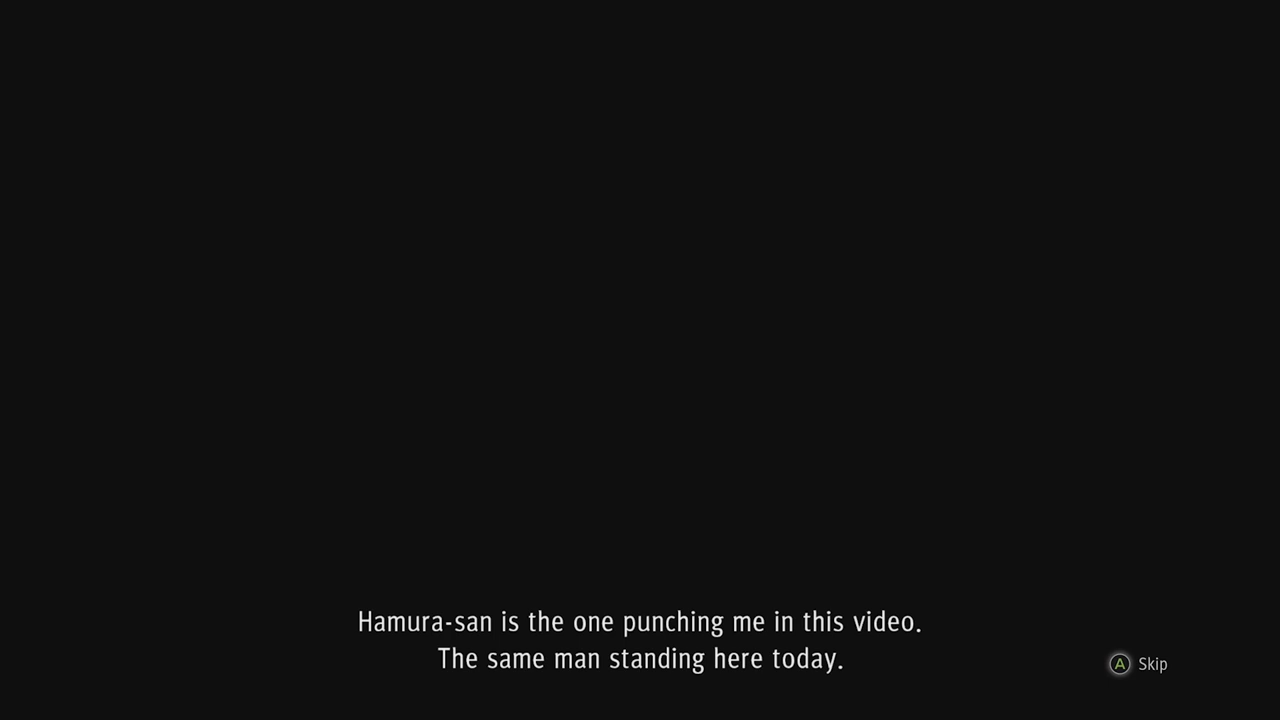 Hamura-san is the one punching me in this video.
The same man standing here today.
A Skip